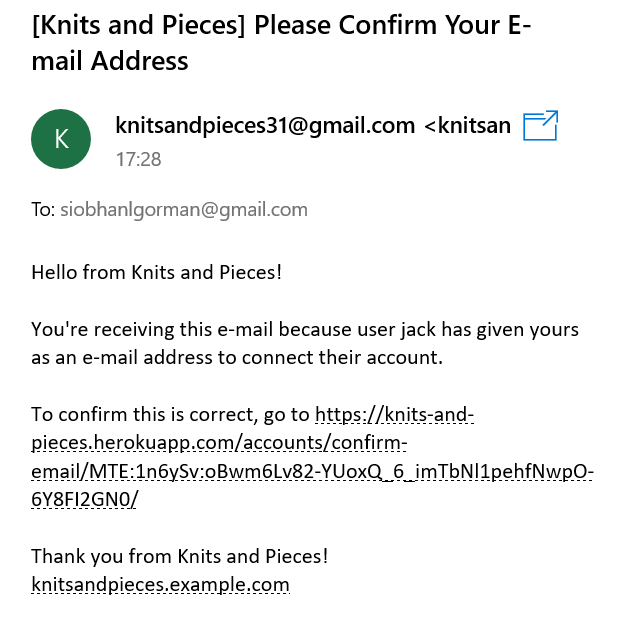 [Knits and Pieces] Please Confirm Your E-
mail Address
K
knitsandpieces31@gmail.com <knitsan
17:28
To: siobhanlgorman@gmail.com
Hello from Knits and Pieces!
You're receiving this e-mail because user jack has given yours
as an e-mail address to connect their account.
To confirm this is correct, go to https://knits-and-
pieces.herokuapp.com/accounts/confirm-
email/MTE:1n6ySv:oBwm6Lv82-YUoxQ_6_imTbNl1pehfNwpO-
6Y8FI2GN0/
Thank you from Knits and Pieces!
knitsandpieces.example.com